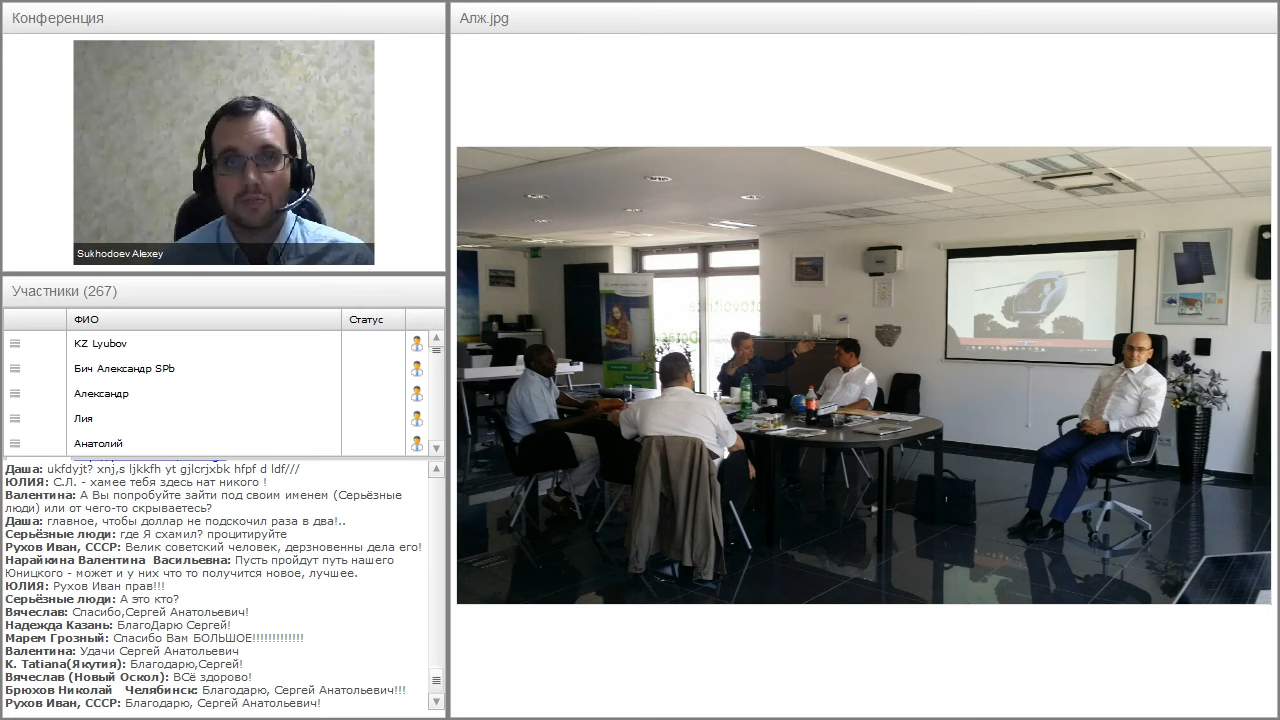 Конференция
Sukhodoev Alexey
Участники (267)
ФИО
Статус
KZ Lyubov
Бич Александр SPb
Александр
Лия
Анатолий
Даша: ukfdyjt? xnj,s ljkkfh yt gjlcrjxbk hfpf d ldf///
ЮЛИЯ: С.Л. - хамее тебя здесь нат никого !
Валентина: А Вы попробуйте зайти под своим именем (Серьёзные
люди) или от чего-то скрываетесь?
Даша: главное, чтобы доллар не подскочил раза в два!..
Серьёзные люди: где Я схамил? процитируйте
Рухов Иван, СССР: Велик советский человек, дерзновенны дела его!
Нарайкина Валентина Васильевна: Пусть пройдут путь нашего
Юницкого - может и у них что то получится новое, лучшее.
ЮЛИЯ: Рухов Иван прав!!!
Серьёзные люди: А это кто?
Вячеслав: Спасибо,Сергей Анатольевич!
Надежда Казань: БлагоДарю Сергей!
Марем Грозный: Спасибо Вам БОЛЬШОЕ!!!!!!!!!!!!!
Валентина: Удачи Сергей Анатольевич
K. Tatiana(Якутия): Благодарю,Сергей!
Вячеслав (Новый Оскол): ВСЁ здорово!
Брюхов Николай Челябинск: Благодарю, Сергей Анатольевич!!!
Рухов Иван, СССР: Благодарю, Сергей Анатольевич!
Алж.jpg